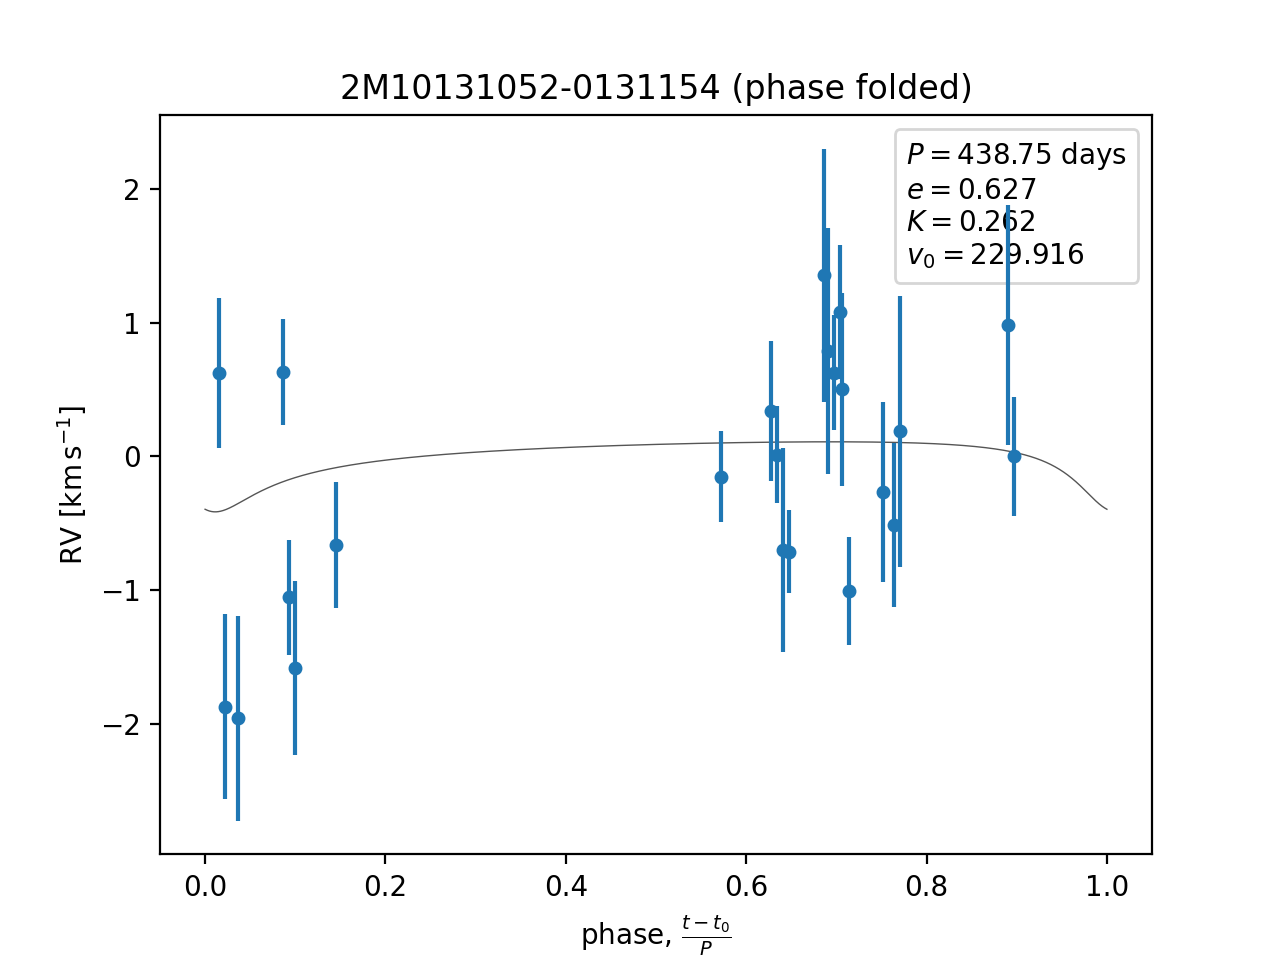 2M10131052-0131154 (phase folded)
P = 438.75 days
e = 0.627
K = 0.262
v₀ = 229.916
RV [km s⁻¹]
2
1
0
−1
−2
0.0 0.2 0.4 0.6 0.8 1.0
phase, (t − t₀)/P